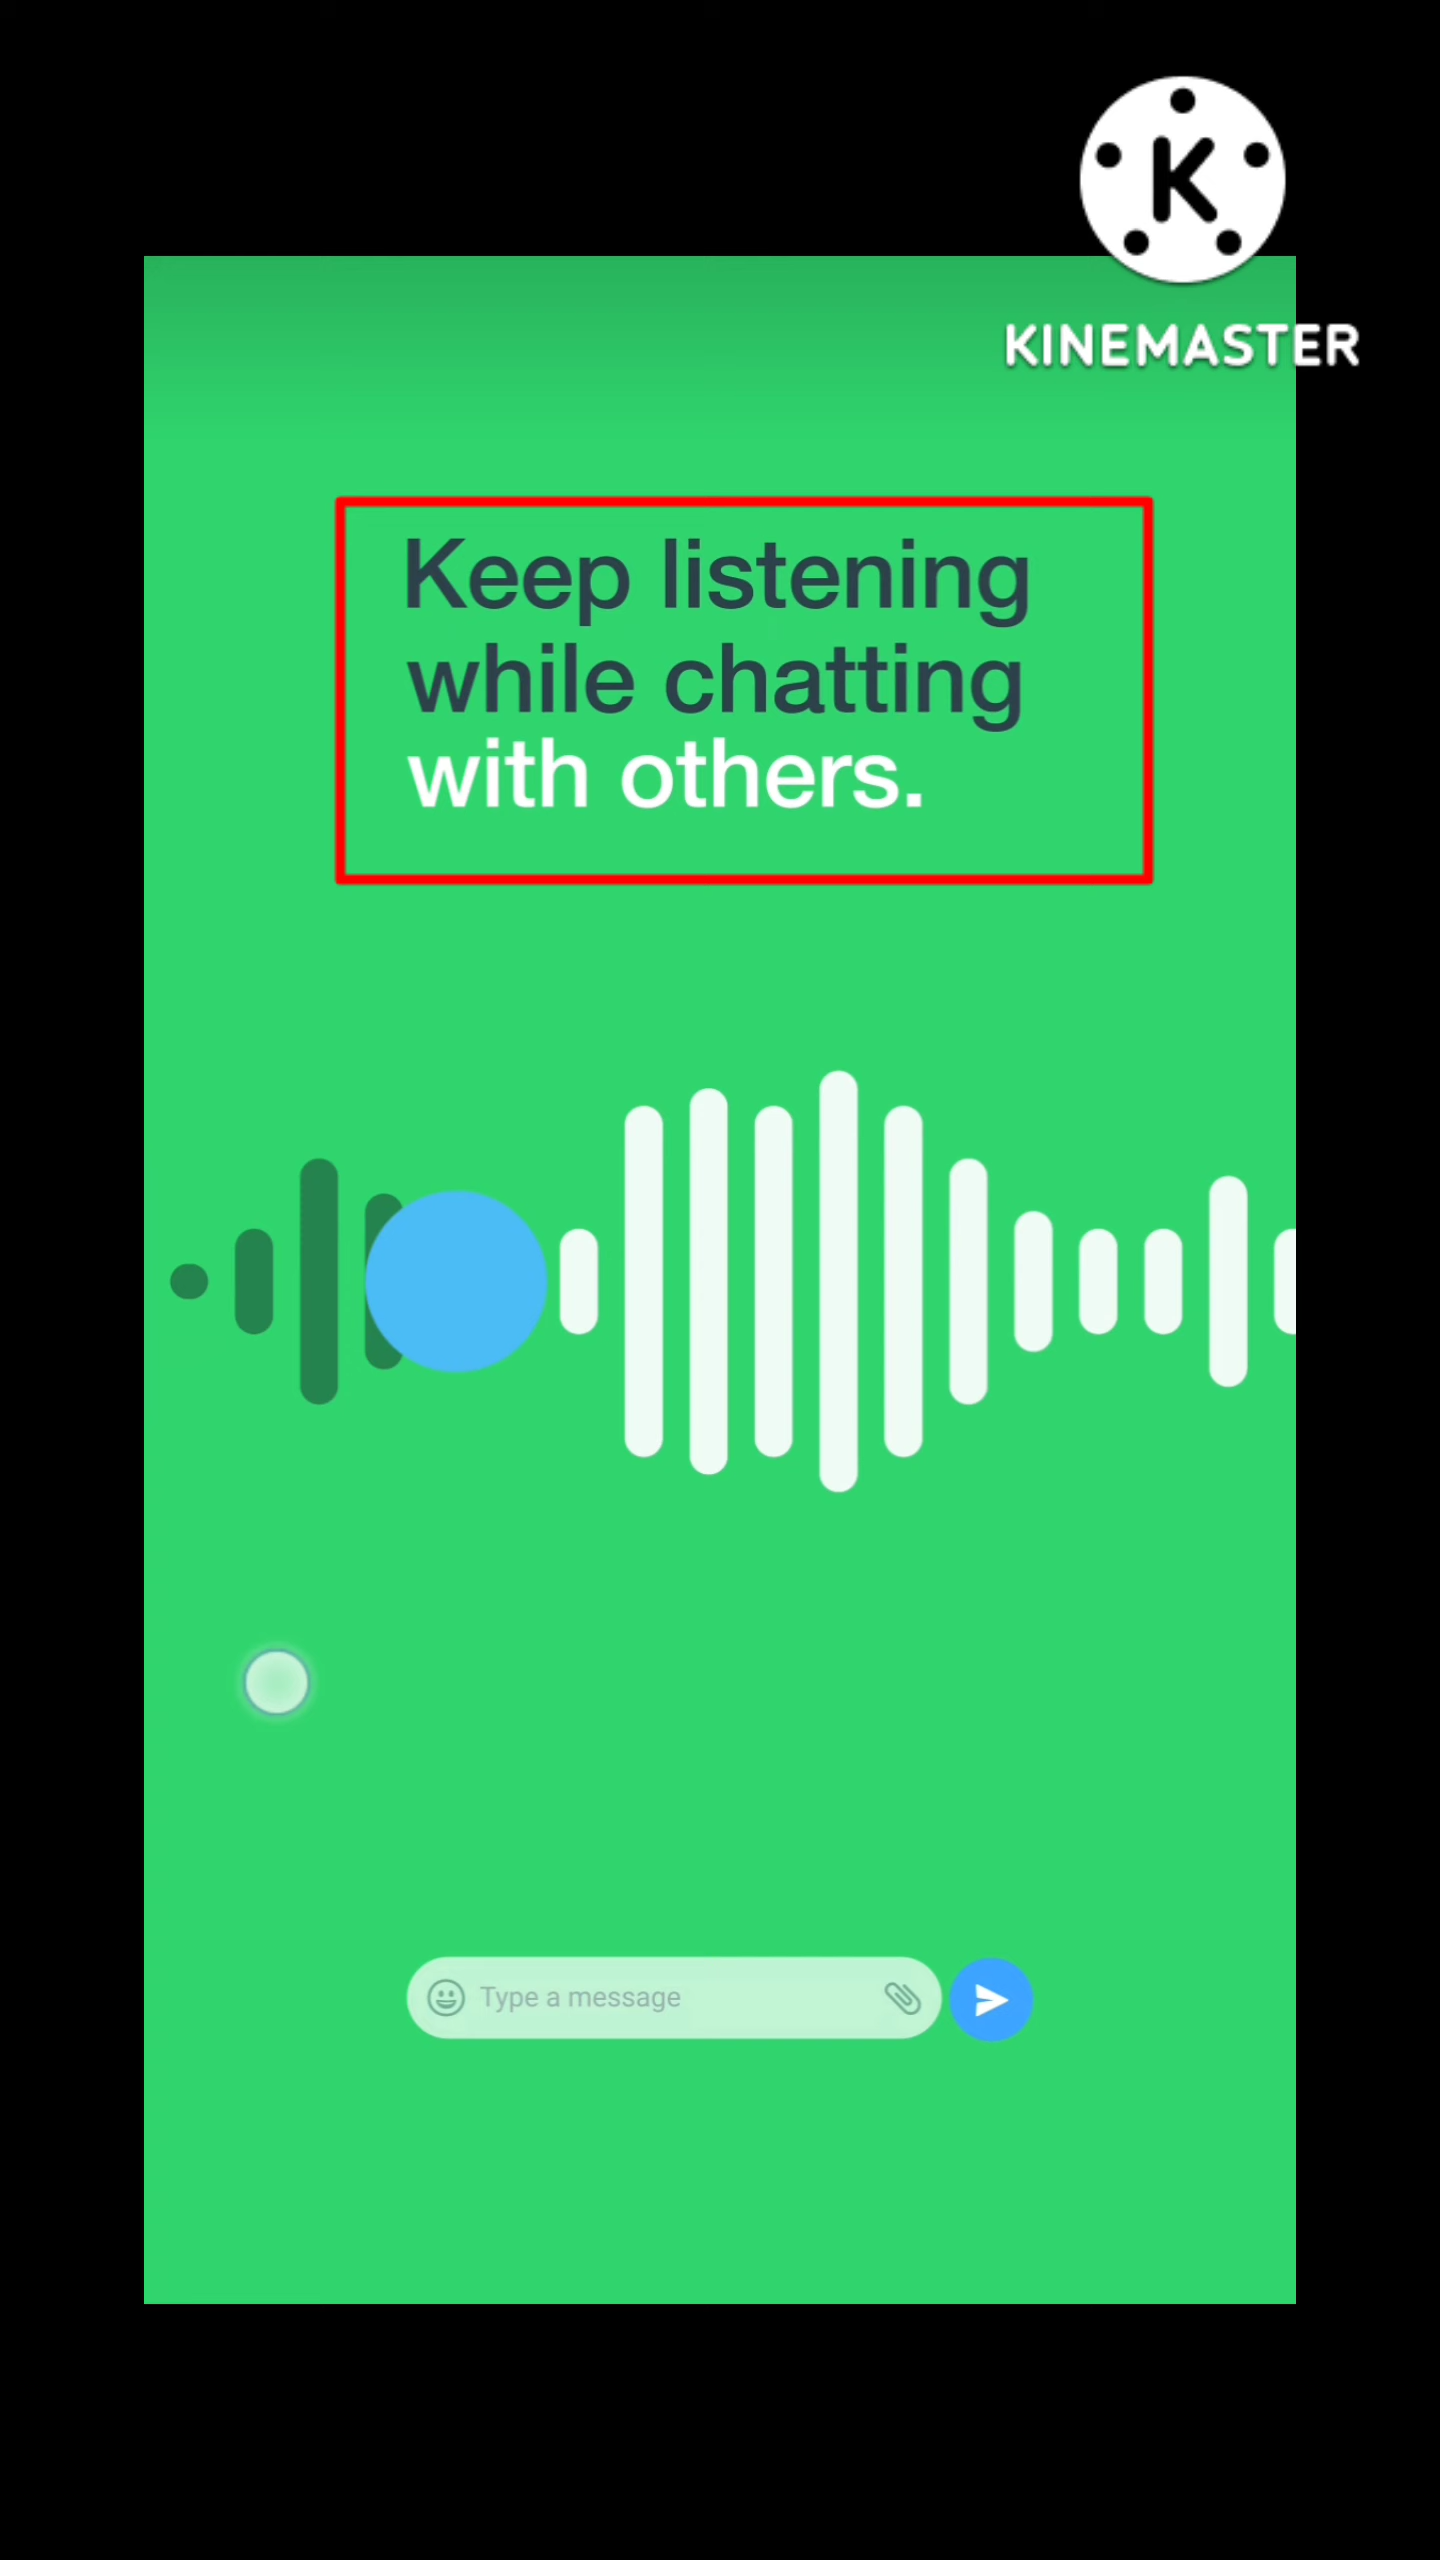 K
KINEMASTER
Keep listening
while chatting
with others.
Type a message